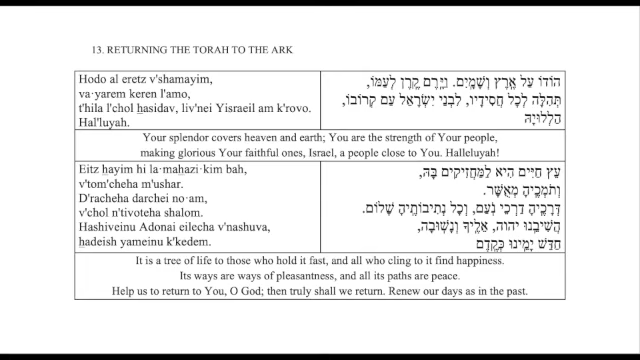 13. RETURNING THE TORAH TO THE ARK
Hodo al eretz v'shamayim,
va·yarem keren l'amo,
t'hila l'chol ḥasidav, liv'nei Yisraeil am k'rovo.
Hal'luyah.
הוֹדוֹ עַל אֶֽרֶץ וְשָׁמָֽיִם. וַיָּֽרֶם קֶֽרֶן לְעַמּוֹ,
תְּהִלָּה לְכָל חֲסִידָיו, לִבְנֵי יִשְׂרָאֵל עַם קְרוֹבוֹ,
הַלְלוּיָהּ
Your splendor covers heaven and earth; You are the strength of Your people,
making glorious Your faithful ones, Israel, a people close to You. Halleluyah!
Eitz ḥayim hi la·maḥazi·kim bah,
v'tom'cheha m'ushar.
D'racheha darchei no·am,
v'chol n'tivoteha shalom.
Hashiveinu Adonai eilecha v'nashuva,
ḥadeish yameinu k'kedem.
עֵץ חַיִּים הִיא לַמַּחֲזִיקִים בָּהּ,
וְתֹמְכֶֽיהָ מְאֻשָּׁר.
דְּרָכֶֽיהָ דַרְכֵי נֹֽעַם, וְכָל נְתִיבוֹתֶֽיהָ שָׁלוֹם.
הֲשִׁיבֵֽנוּ יהוה, אֵלֶֽיךָ וְנָשֽׁוּבָה,
חַדֵּשׁ יָמֵֽינוּ כְּקֶֽדֶם
It is a tree of life to those who hold it fast, and all who cling to it find happiness.
Its ways are ways of pleasantness, and all its paths are peace.
Help us to return to You, O God; then truly shall we return. Renew our days as in the past.